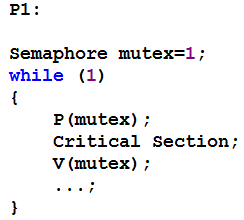 P1:
Semaphore mutex=1;
while (1)
{
P(mutex);
Critical Section;
V(mutex);
...;
}